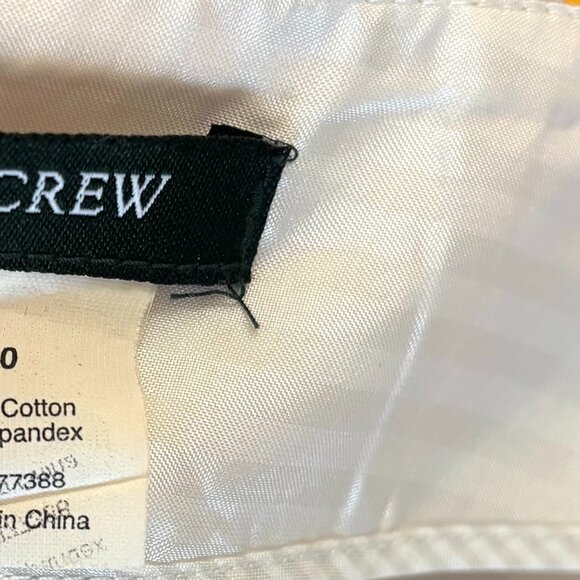 CREW
0
Cotton
pandex
77388
in China